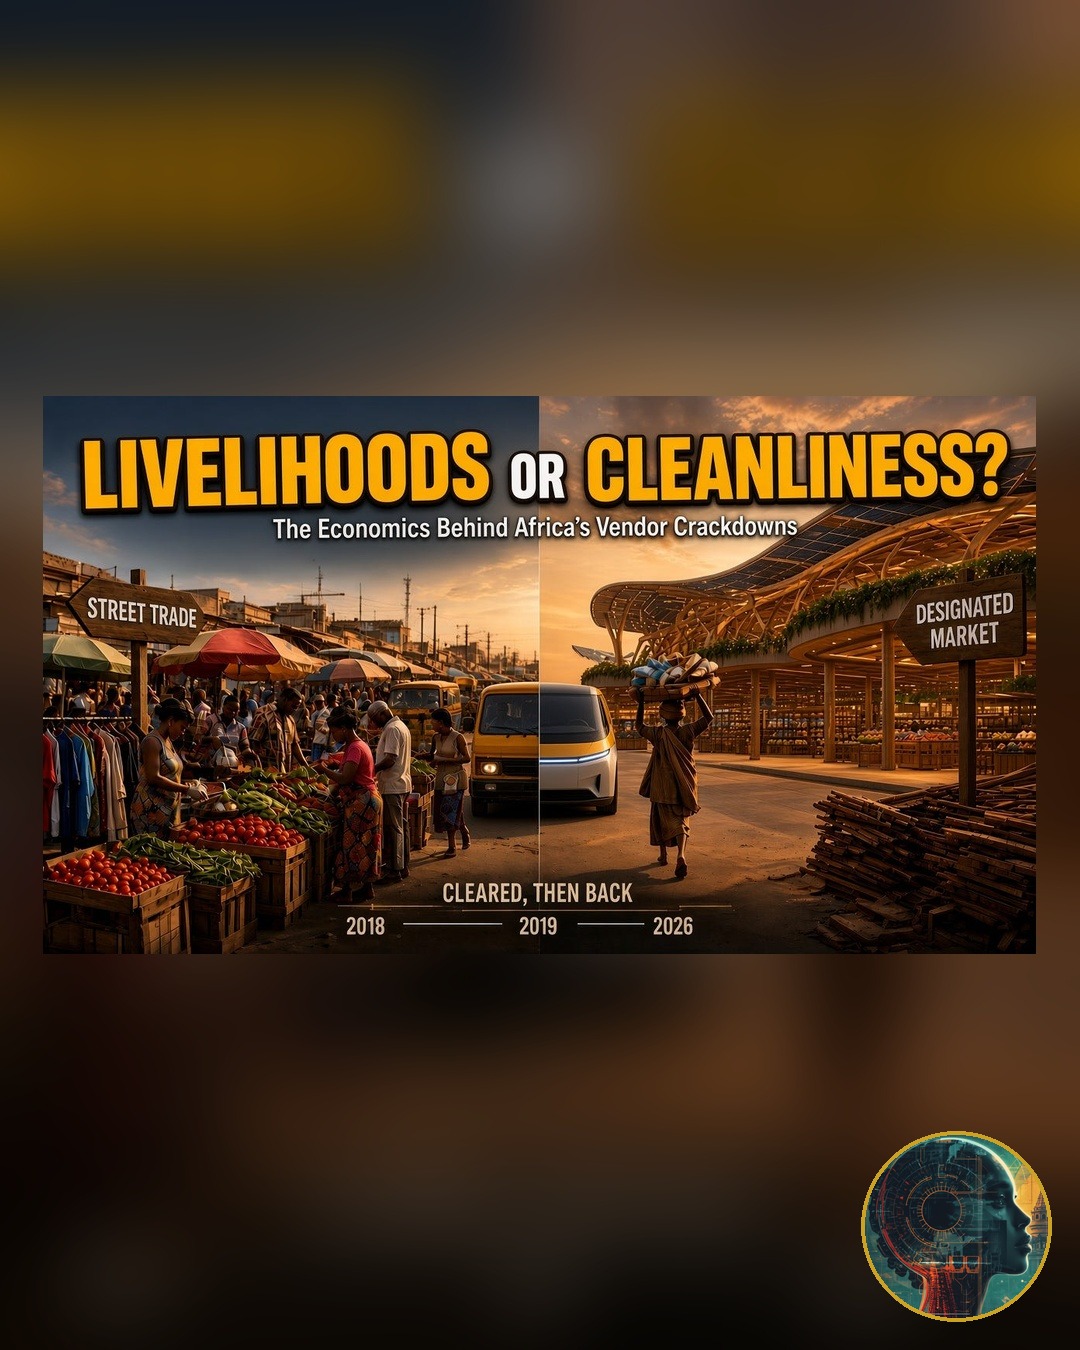 LIVELIHOODS OR CLEANLINESS?
The Economics Behind Africa's Vendor Crackdowns
STREET TRADE
DESIGNATED
MARKET
CLEARED, THEN BACK
2018
2019
2026